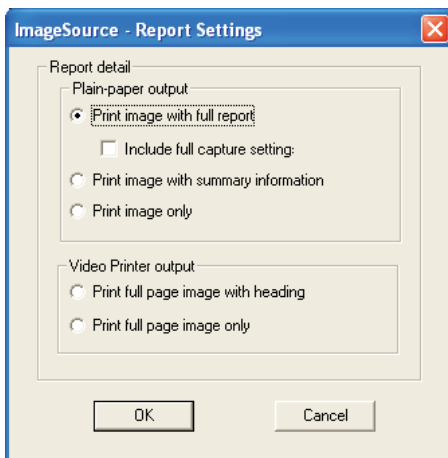 ImageSource - Report Settings
Report detail
Plain-paper output
Print image with full report
Include full capture setting:
Print image with summary information
Print image only
Video Printer output
Print full page image with heading
Print full page image only
OK
Cancel